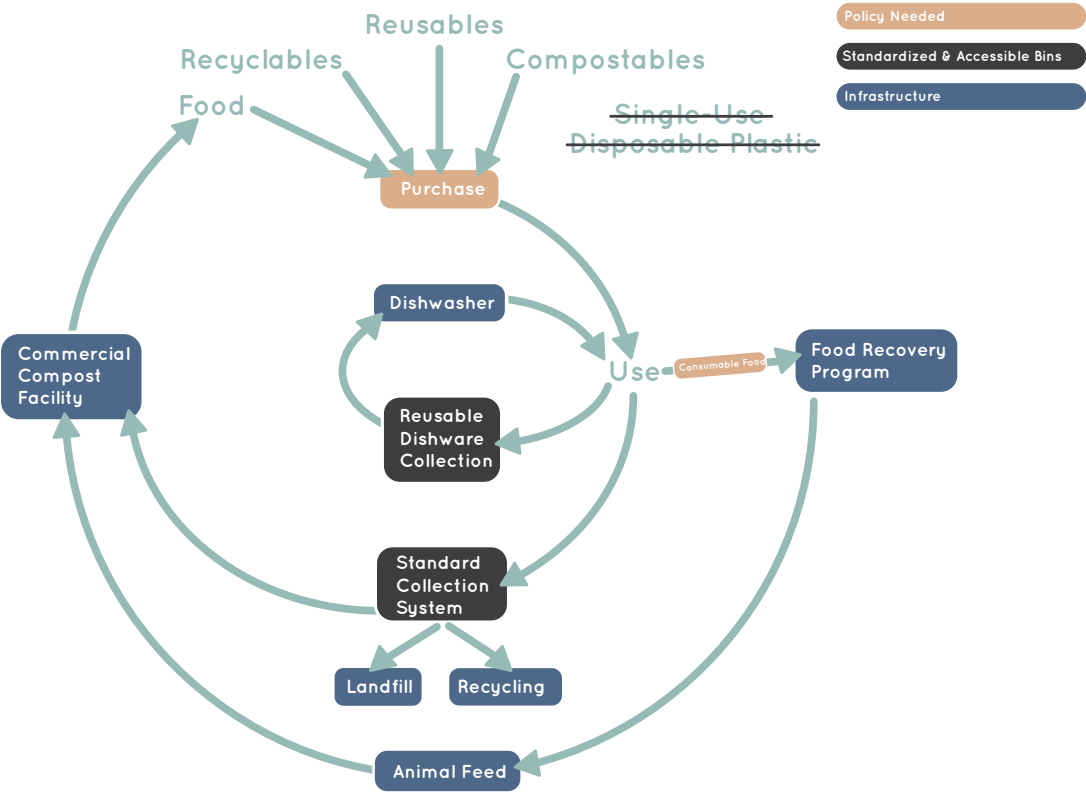 Reusables
Recyclables
Compostables
Food
Single-Use
Disposable Plastic
Policy Needed
Standardized & Accessible Bins
Infrastructure
Purchase
Dishwasher
Use
Consumable Food
Food Recovery
Program
Commercial
Compost
Facility
Reusable
Dishware
Collection
Standard
Collection
System
Landfill
Recycling
Animal Feed